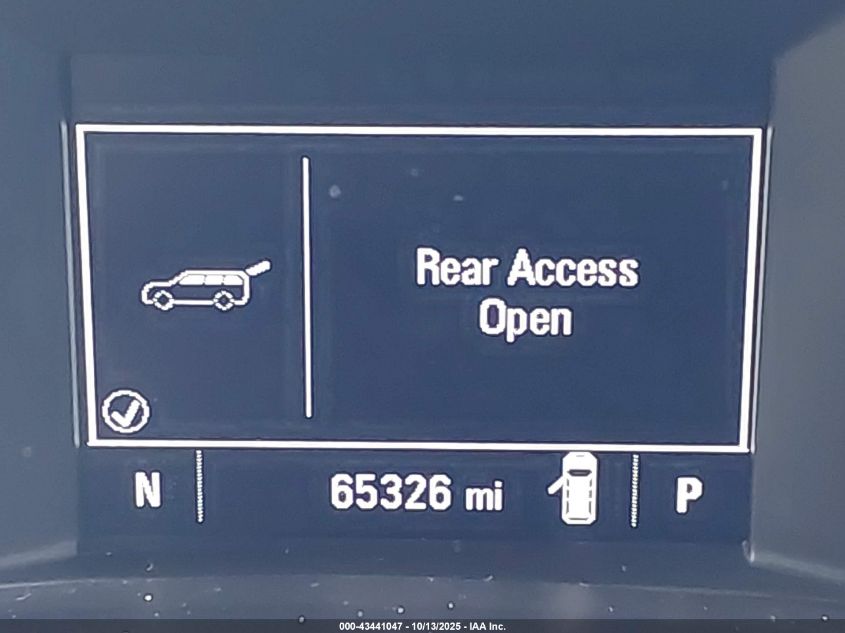 Rear Access
Open
N 65326 mi P
000-43441047 - 10/13/2025 - IAA Inc.